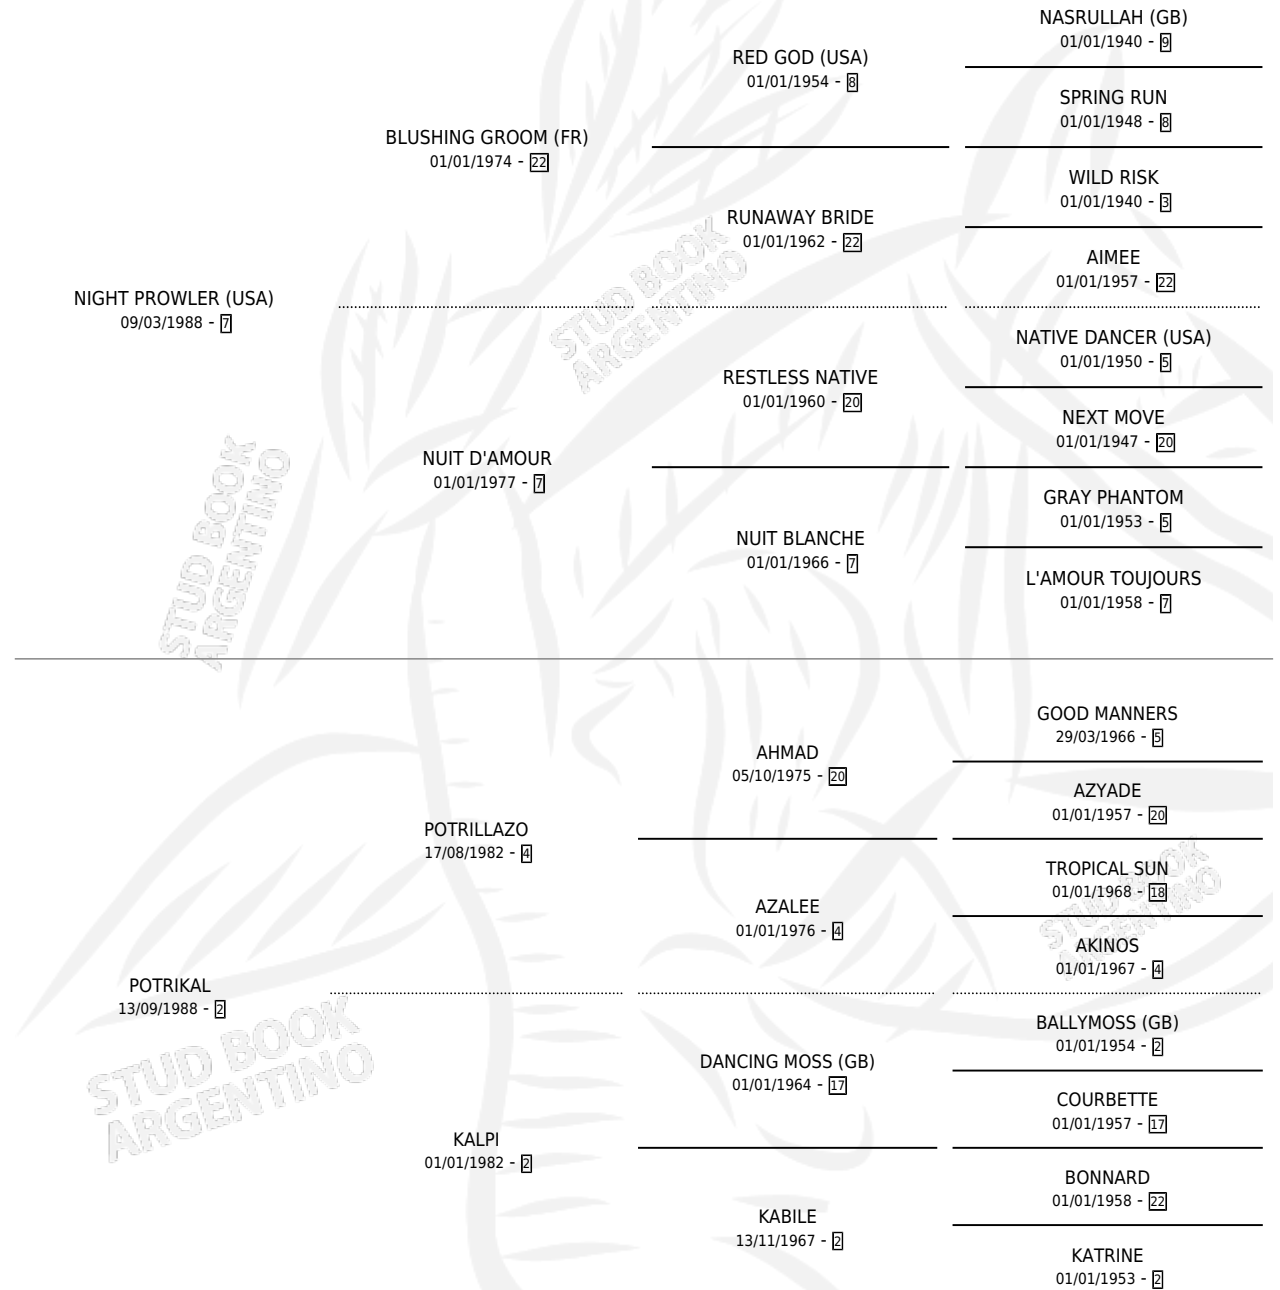 NASRULLAH (GB)
01/01/1940 - 9
RED GOD (USA)
01/01/1954 - 8
SPRING RUN
01/01/1948 - 8
BLUSHING GROOM (FR)
01/01/1974 - 22
WILD RISK
01/01/1940 - 3
RUNAWAY BRIDE
01/01/1962 - 22
AIMEE
01/01/1957 - 22
NIGHT PROWLER (USA)
09/03/1988 - 7
NATIVE DANCER (USA)
01/01/1950 - 5
RESTLESS NATIVE
01/01/1960 - 20
NEXT MOVE
01/01/1947 - 20
NUIT D'AMOUR
01/01/1977 - 7
GRAY PHANTOM
01/01/1953 - 5
NUIT BLANCHE
01/01/1966 - 7
L'AMOUR TOUJOURS
01/01/1958 - 7
GOOD MANNERS
29/03/1966 - 5
AHMAD
05/10/1975 - 20
AZYADE
01/01/1957 - 20
POTRILLAZO
17/08/1982 - 4
TROPICAL SUN
01/01/1968 - 18
AZALEE
01/01/1976 - 4
AKINOS
01/01/1967 - 4
POTRIKAL
13/09/1988 - 2
BALLYMOSS (GB)
01/01/1954 - 2
DANCING MOSS (GB)
01/01/1964 - 17
COURBETTE
01/01/1957 - 17
KALPI
01/01/1982 - 2
BONNARD
01/01/1958 - 22
KABILE
13/11/1967 - 2
KATRINE
01/01/1953 - 2
STUD BOOK
ARGENTINO
STUD BOOK
ARGENTINO
STUD BOOK
ARGENTINO
STUD BOOK
ARGENTINO